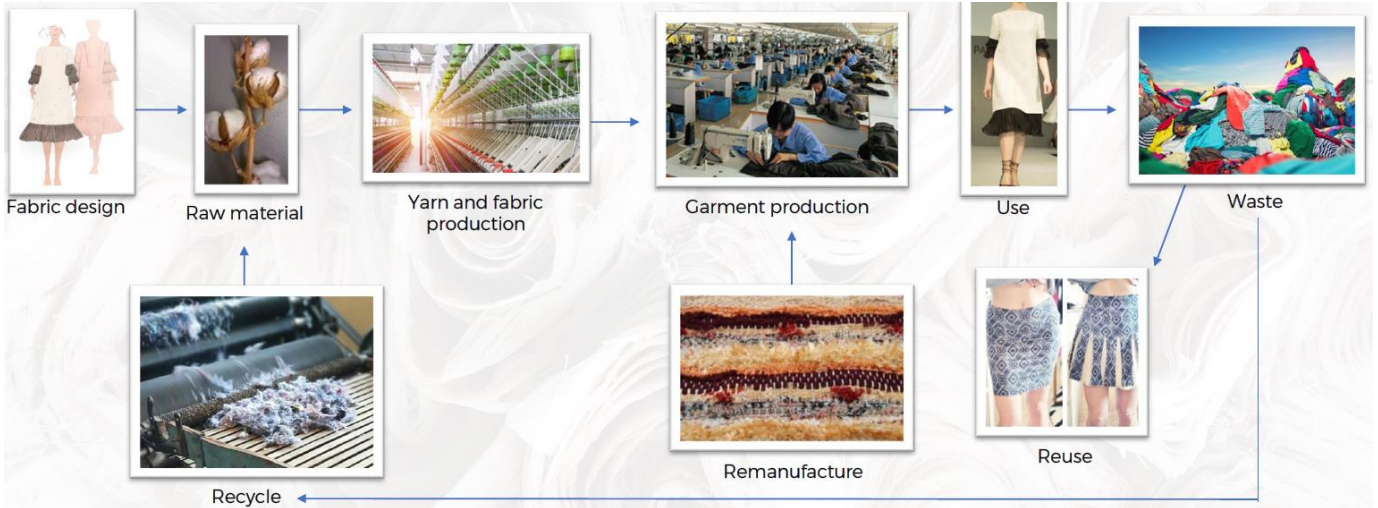 Fabric design
Raw material
Yarn and fabric
production
Garment production
Use
Waste
Recycle
Remanufacture
Reuse